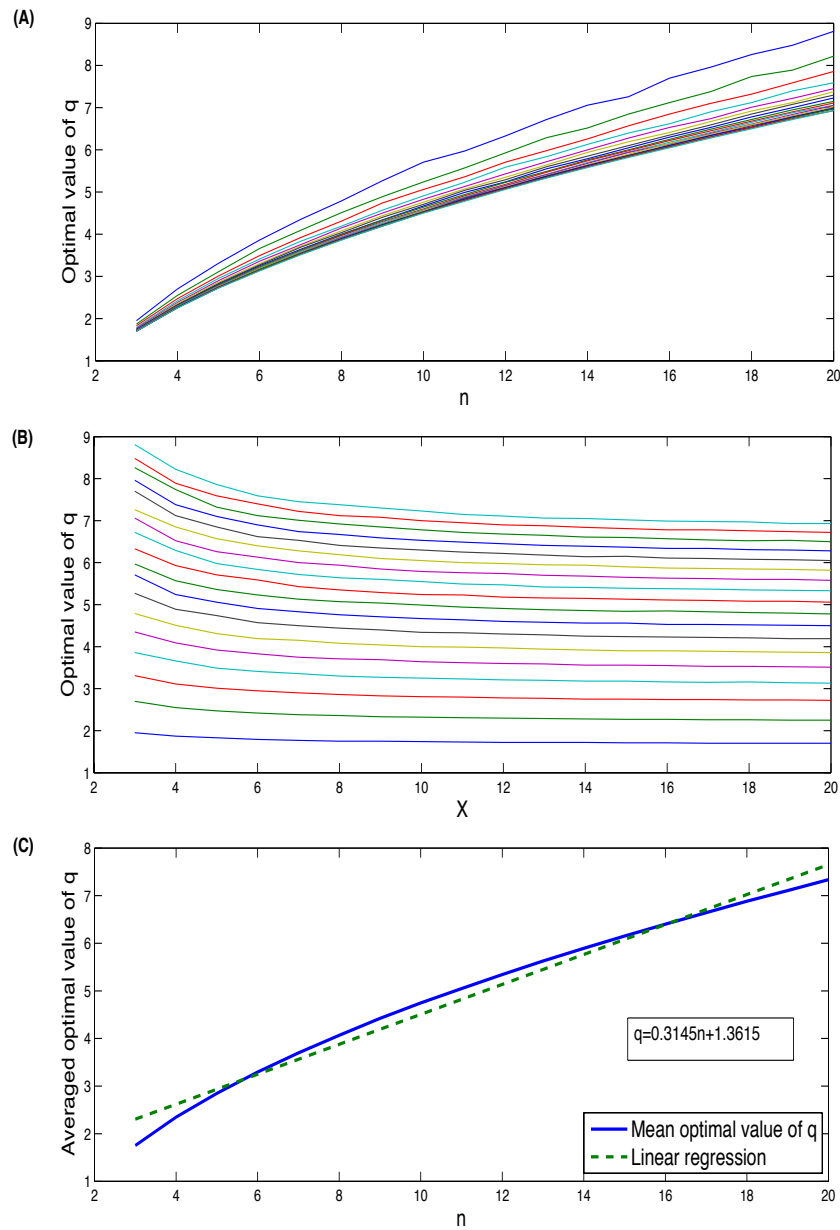 (A)
Optimal value of q
9
8
7
6
5
4
3
2
1
2 4 6 8 10 12 14 16 18 20
n
(B)
Optimal value of q
9
8
7
6
5
4
3
2
1
2 4 6 8 10 12 14 16 18 20
X
(C)
Averaged optimal value of q
8
7
6
5
4
3
2
1
q=0.3145n+1.3615
Mean optimal value of q
Linear regression
2 4 6 8 10 12 14 16 18 20
n